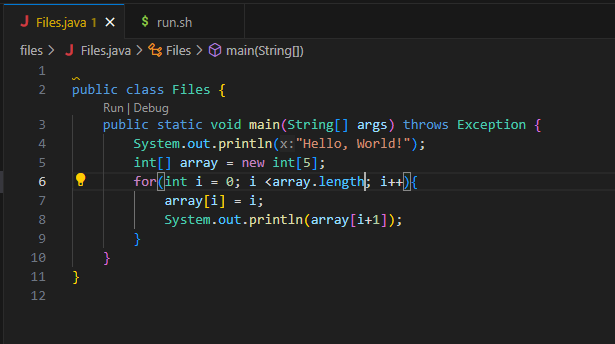 J Files.java 1 × $ run.sh
files > J Files.java > Files > main(String[])
1
2 public class Files {
Run | Debug
3 public static void main(String[] args) throws Exception {
4 System.out.println(x:"Hello, World!");
5 int[] array = new int[5];
6 for(int i = 0; i <array.length; i++){
7 array[i] = i;
8 System.out.println(array[i+1]);
9 }
10 }
11 }
12